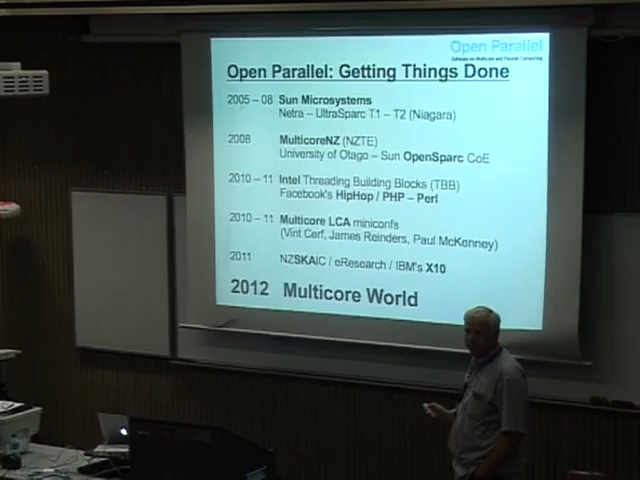 Open Parallel
Software for Multicore and Parallel Computing
Open Parallel: Getting Things Done
2005 – 08 Sun Microsystems
Netra – UltraSparc T1 – T2 (Niagara)
2008 MulticoreNZ (NZTE)
University of Otago – Sun OpenSparc CoE
2010 – 11 Intel Threading Building Blocks (TBB)
Facebook's HipHop / PHP – Perl
2010 – 11 Multicore LCA miniconfs
(Vint Cerf, James Reinders, Paul McKenney)
2011 NZSKAIC / eResearch / IBM's X10
2012 Multicore World